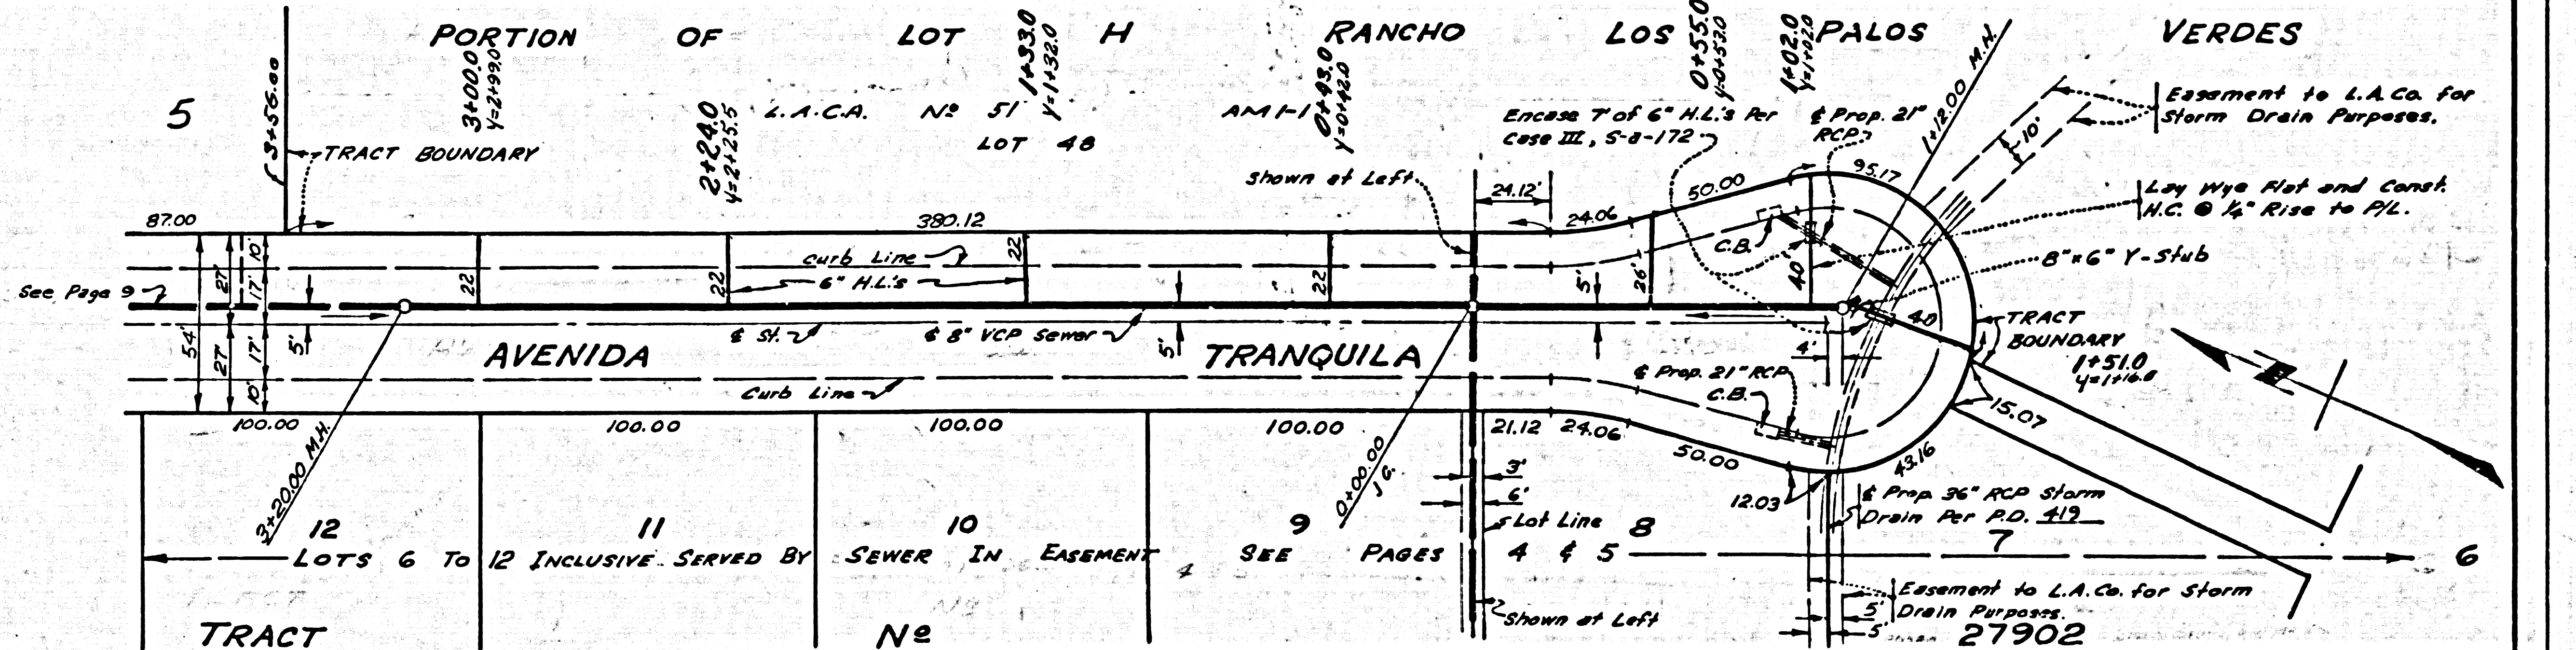 PORTION OF LOT H RANCHO LOS PALOS VERDES
5
3+56.00
3+00.0
Y=2+99.0
2+24.0
Y=2+25.5
L.A.C.A. Nº 51
LOT 48
1+33.0
Y=1+32.0
AM 1-1
0+43.0
Y=0+42.0
0+55.0
Y=0+53.0
1+02.0
Y=1+02.0
1+12.00 M.H.
TRACT BOUNDARY
Encase 7' of 6" H.L.'s Per
Case III, S-a-172
℄ Prop. 21"
RCP
Easement to L.A.Co. for
Storm Drain Purposes.
10'
Shown at Left
24.12'
24.06
50.00
95.17
Lay Wye Flat and Const.
H.C. @ ¼" Rise to P/L.
8"x6" Y-Stub
87.00
380.12
Curb Line
6" H.L.'s
22
22
22
22
26'
40'
C.B.
5'
40
See Page 9
54'
27'
27'
10'
17'
17'
10'
5'
℄ St.
℄ 8" VCP Sewer
5'
AVENIDA TRANQUILA
Curb Line
4'
℄ Prop. 21" RCP
C.B.
TRACT
BOUNDARY
1+51.0
15.07
43.16
100.00
100.00
100.00
100.00
21.12
24.06
50.00
12.03
3+20.00 M.H.
0+00.00
3'
6'
Lot Line
℄ Prop. 36" RCP Storm
Drain Per P.D. 419
12
11
10
9
8
7
6
LOTS 6 TO 12 INCLUSIVE SERVED BY SEWER IN EASEMENT SEE PAGES 4 & 5
Easement to L.A.Co. for Storm
Drain Purposes.
5'
5'
Shown at Left
TRACT Nº 27902